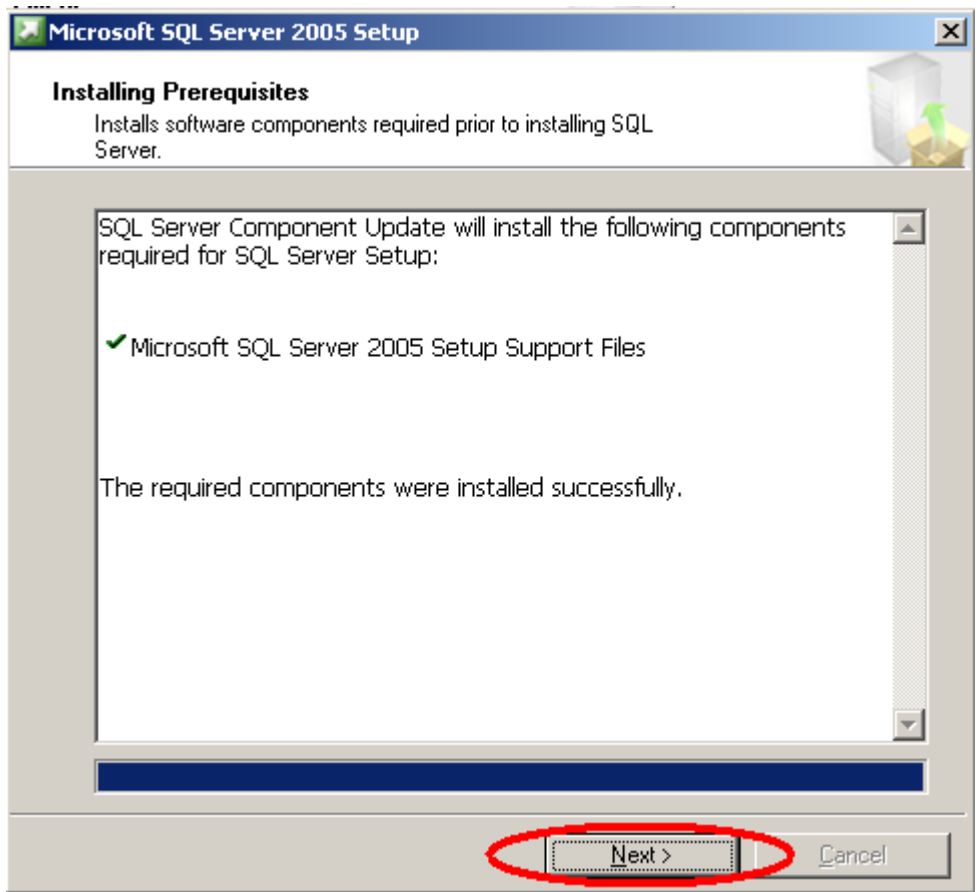 Microsoft SQL Server 2005 Setup
Installing Prerequisites
Installs software components required prior to installing SQL
Server.
SQL Server Component Update will install the following components
required for SQL Server Setup:
Microsoft SQL Server 2005 Setup Support Files
The required components were installed successfully.
Next >
Cancel